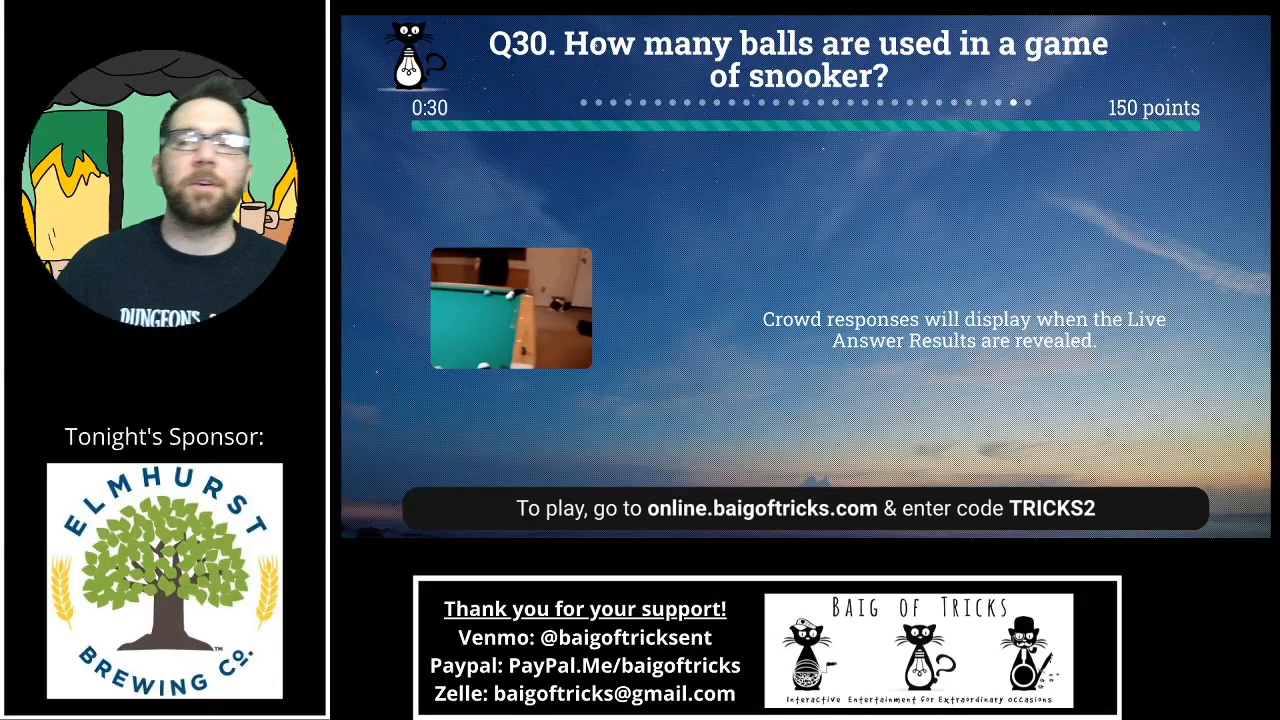 Q30. How many balls are used in a game
of snooker?
0:30
150 points
DUNGEONS
Crowd responses will display when the Live
Answer Results are revealed.
Tonight's Sponsor:
ELMHURST
BREWING Co.
TM
To play, go to online.baigoftricks.com & enter code TRICKS2
Thank you for your support!
Venmo: @baigoftricksent
Paypal: PayPal.Me/baigoftricks
Zelle: baigoftricks@gmail.com
BAIG OF TRICKS
Interactive Entertainment for Extraordinary occasions